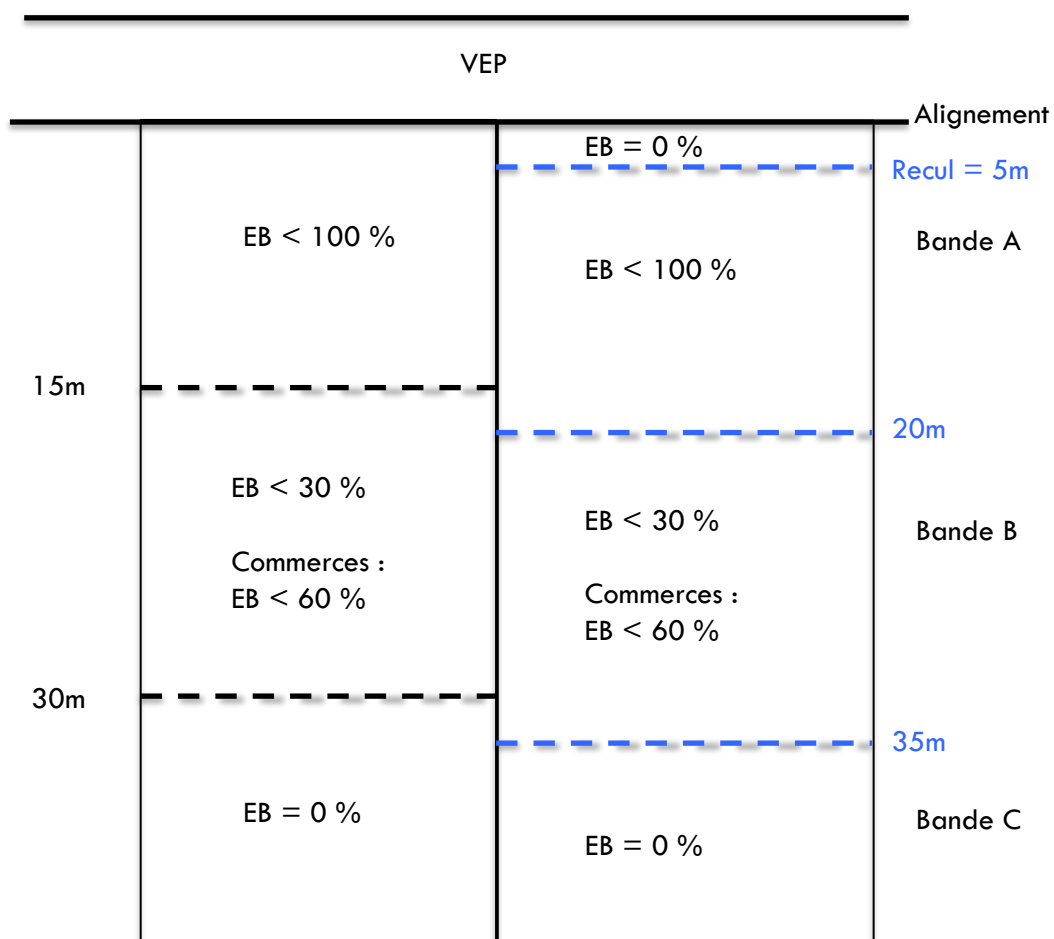 VEP
Alignement
EB = 0 %
Recul = 5m
EB < 100 %
Bande A
EB < 100 %
15m
20m
EB < 30 %
EB < 30 %
Bande B
Commerces :
EB < 60 %
Commerces :
EB < 60 %
30m
35m
EB = 0 %
Bande C
EB = 0 %